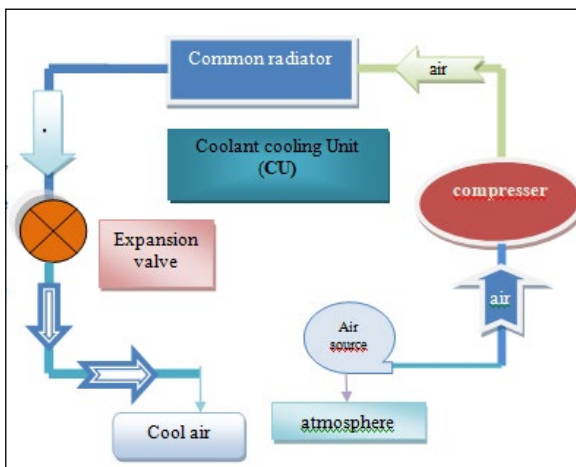 Common radiator
air
Coolant cooling Unit
(CU)
compresser
Expansion
valve
air
Air
source
atmosphere
Cool air